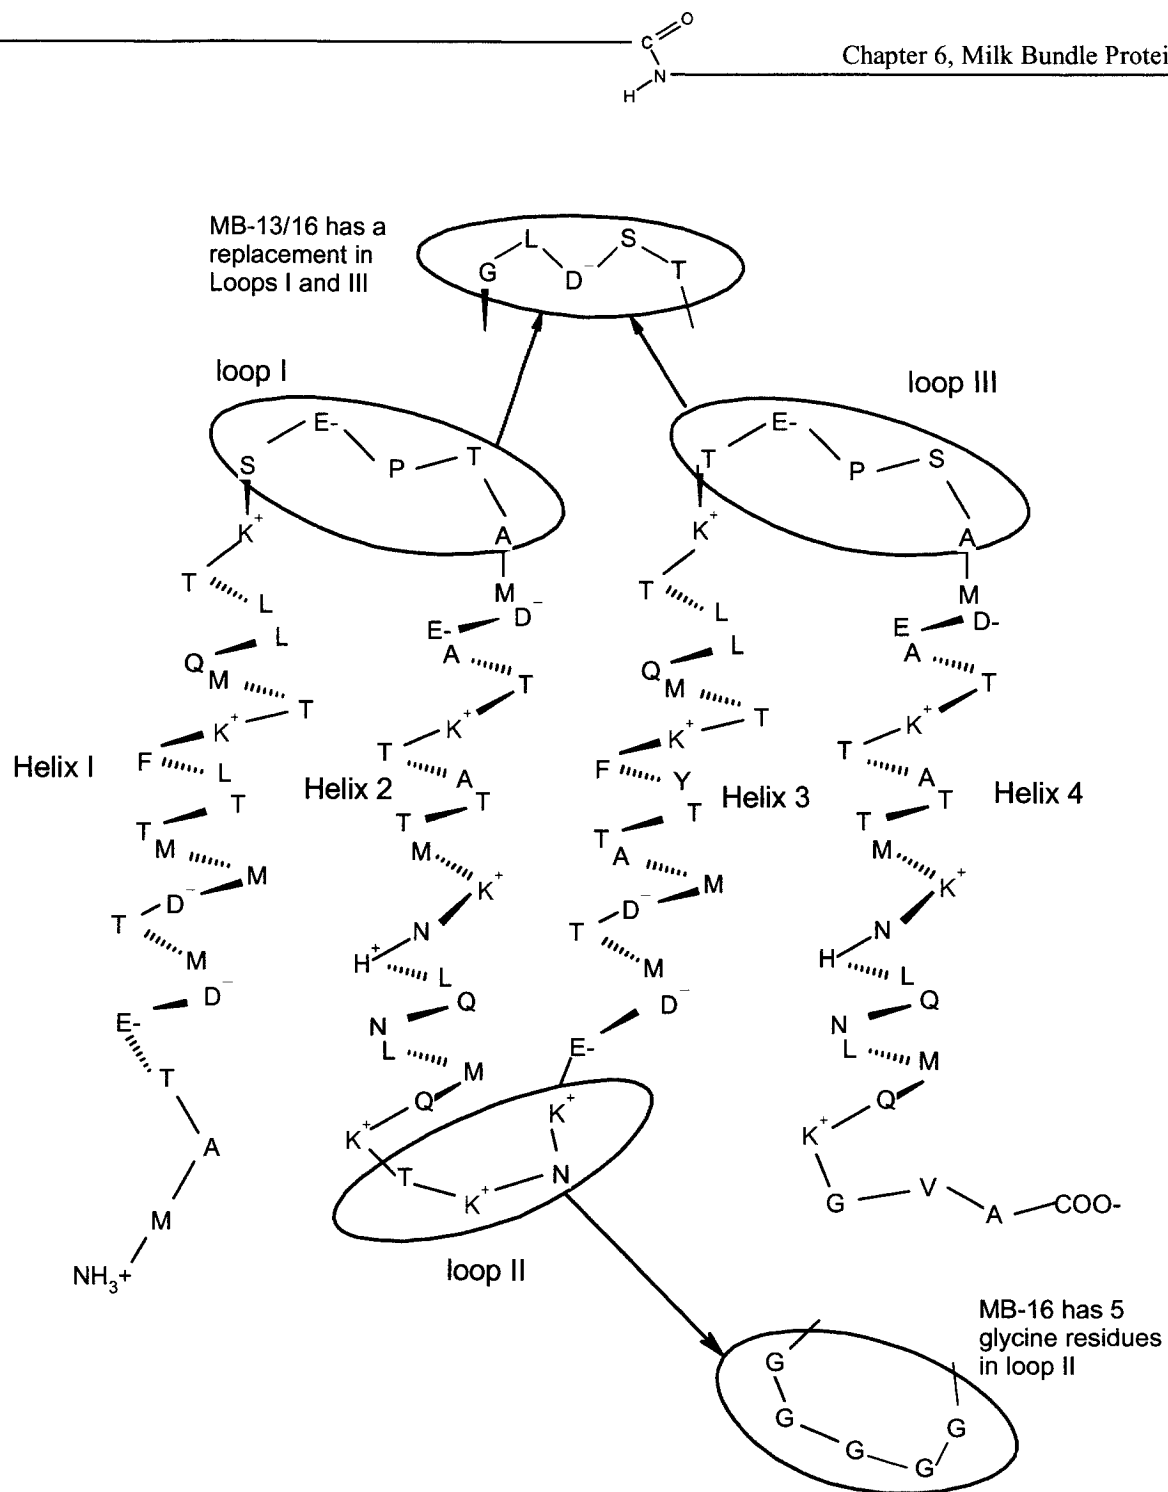 O
C
N
H
Chapter 6, Milk Bundle Protei
MB-13/16 has a
replacement in
Loops I and III
G L D⁻ S T
loop I
S E- P T A
loop III
T E- P S A
Helix I
K⁺
T L
Q L
M T
F K⁺
L
T T
M M
T D⁻
M
E- D⁻
T
A
M
NH₃+
Helix 2
M
E- D⁻
A T
T K⁺
A
T T
M K⁺
H⁺ N
L
N Q
L M
K⁺ Q
loop II
T K⁺ N K⁺
Helix 3
K⁺
T L
Q L
M T
F K⁺
Y
T T
A M
T D⁻
M
E- D⁻
Helix 4
M
E D-
A T
T K⁺
A
T T
M K⁺
H N
L
N Q
L M
K⁺ Q
G V A COO-
MB-16 has 5
glycine residues
in loop II
G G G G G